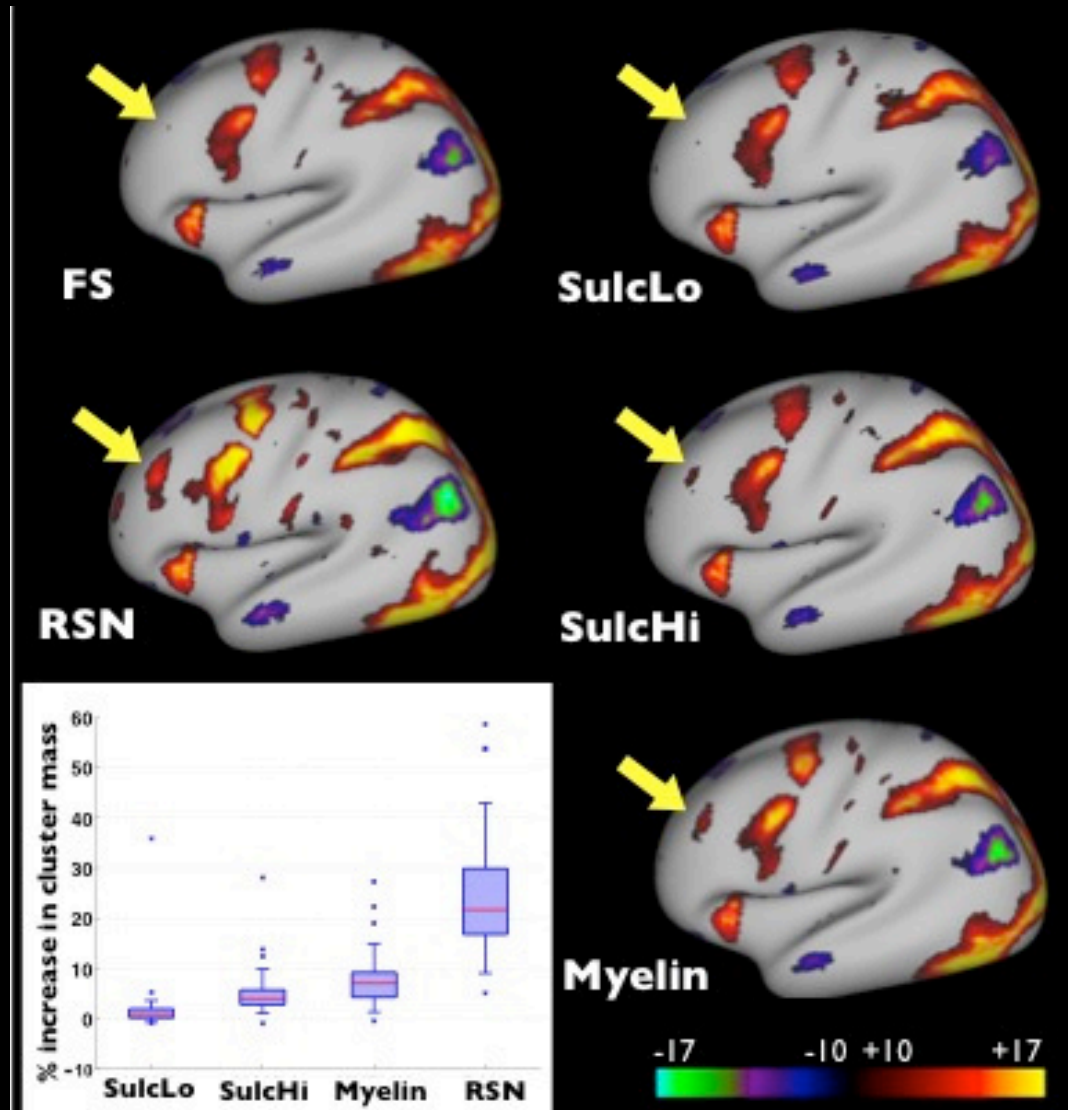 FS
SulcLo
RSN
SulcHi
% increase in cluster mass
60
50
40
30
20
10
0
-10
SulcLo SulcHi Myelin RSN
Myelin
-17 -10 +10 +17